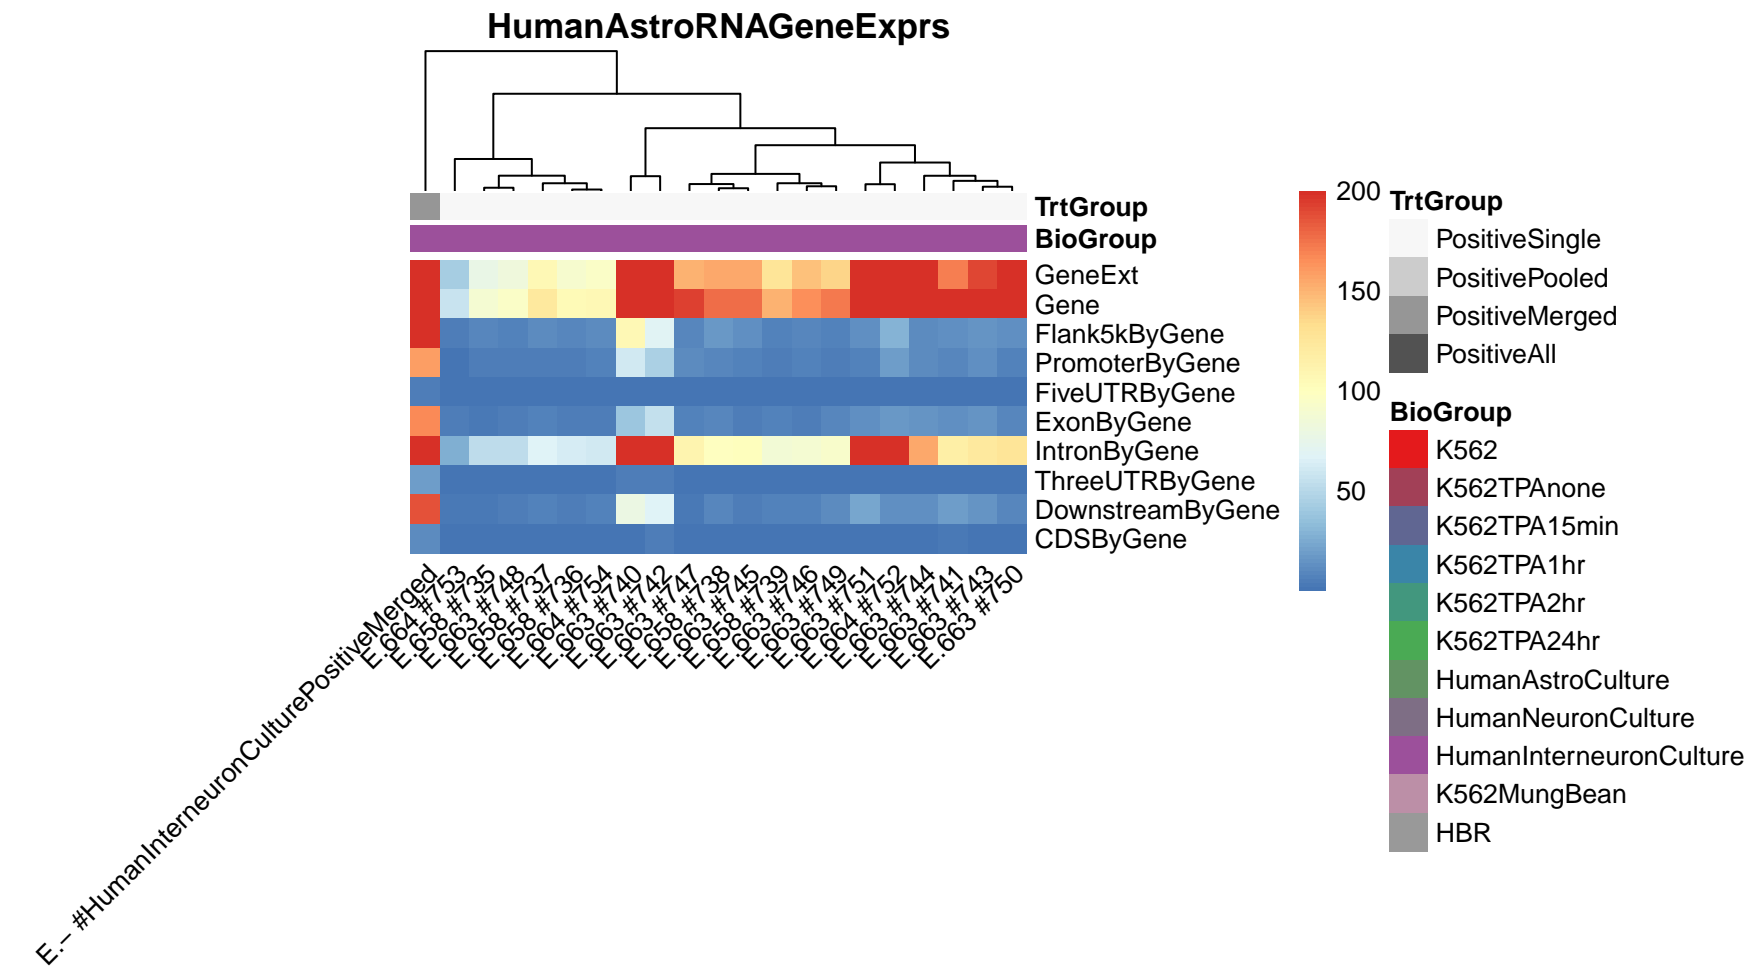 HumanAstroRNAGeneExprs
TrtGroup
BioGroup
GeneExt
Gene
Flank5kByGene
PromoterByGene
FiveUTRByGene
ExonByGene
IntronByGene
ThreeUTRByGene
DownstreamByGene
CDSByGene
E.− #HumanInterneuronCulturePositiveMerged
E.664 #753
E.658 #735
E.663 #748
E.658 #737
E.658 #736
E.664 #754
E.663 #740
E.663 #742
E.663 #747
E.658 #738
E.663 #745
E.658 #739
E.663 #746
E.663 #749
E.663 #751
E.664 #752
E.663 #744
E.663 #741
E.663 #743
E.663 #750
200
150
100
50
TrtGroup
PositiveSingle
PositivePooled
PositiveMerged
PositiveAll
BioGroup
K562
K562TPAnone
K562TPA15min
K562TPA1hr
K562TPA2hr
K562TPA24hr
HumanAstroCulture
HumanNeuronCulture
HumanInterneuronCulture
K562MungBean
HBR